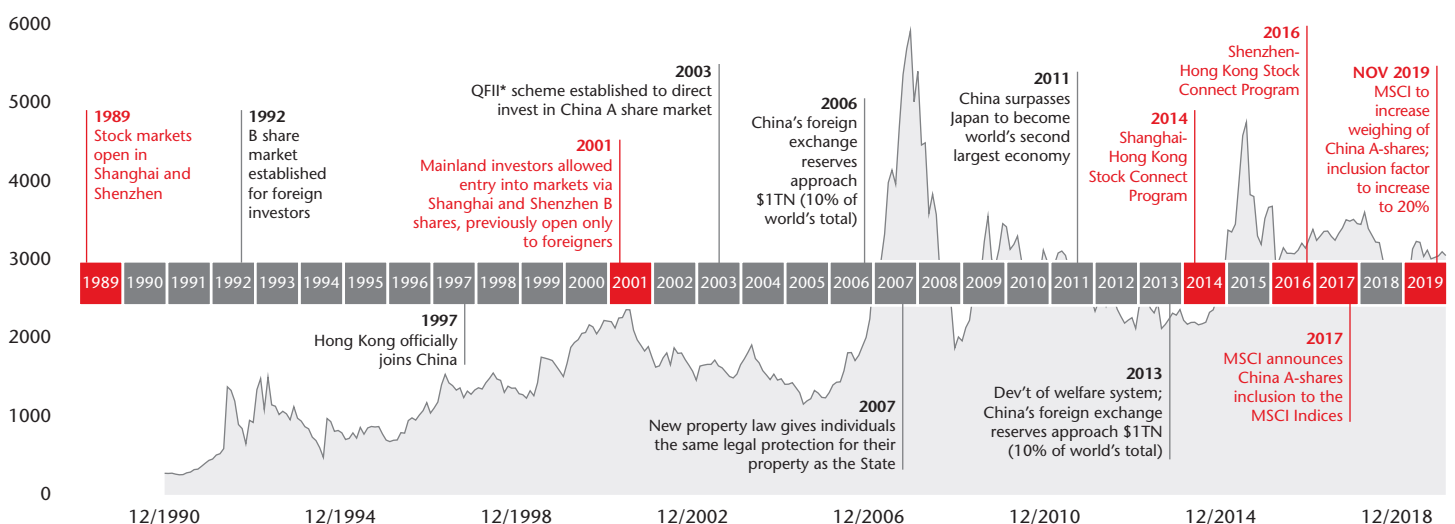 6000
5000
4000
3000
2000
1000
0
1989
Stock markets
open in
Shanghai and
Shenzhen
1992
B share
market
established
for foreign
investors
2003
QFII* scheme established to direct
invest in China A share market
2001
Mainland investors allowed
entry into markets via
Shanghai and Shenzhen B
shares, previously open only
to foreigners
2006
China's foreign
exchange
reserves
approach
$1TN (10% of
world's total)
2011
China surpasses
Japan to become
world's second
largest economy
2014
Shanghai-
Hong Kong
Stock Connect
Program
2016
Shenzhen-
Hong Kong Stock
Connect Program
NOV 2019
MSCI to
increase
weighing of
China A-shares;
inclusion factor
to increase
to 20%
1989 1990 1991 1992 1993 1994 1995 1996 1997 1998 1999 2000 2001 2002 2003 2004 2005 2006 2007 2008 2009 2010 2011 2012 2013 2014 2015 2016 2017 2018 2019
1997
Hong Kong officially
joins China
2007
New property law gives individuals
the same legal protection for their
property as the State
2013
Dev't of welfare system;
China's foreign exchange
reserves approach $1TN
(10% of world's total)
2017
MSCI announces
China A-shares
inclusion to the
MSCI Indices
12/1990 12/1994 12/1998 12/2002 12/2006 12/2010 12/2014 12/2018